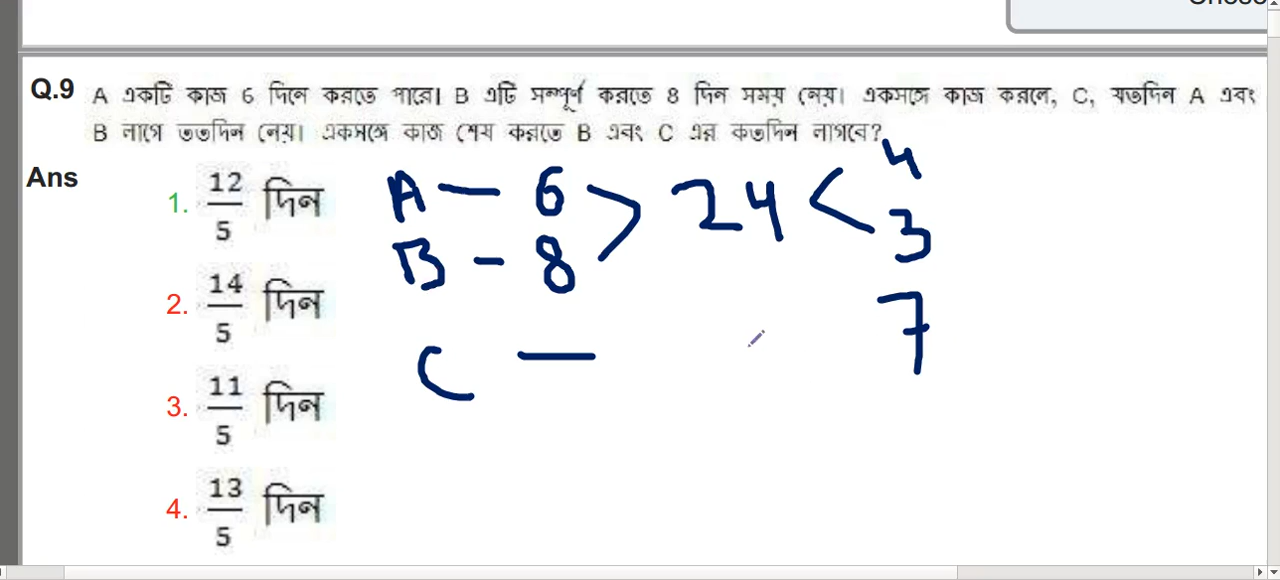 Choose
Q.9 A একটি কাজ 6 দিনে করতে পারে। B এটি সম্পূর্ণ করতে 8 দিন সময় নেয়। একসঙ্গে কাজ করলে, C, যতদিন A এবং
B লাগে ততদিন নেয়। একসঙ্গে কাজ শেষ করতে B এবং C এর কতদিন লাগবে?
Ans
1. 12/5 দিন
2. 14/5 দিন
3. 11/5 দিন
4. 13/5 দিন
A — 6 > 24 < 4
B - 8 3
C — 7